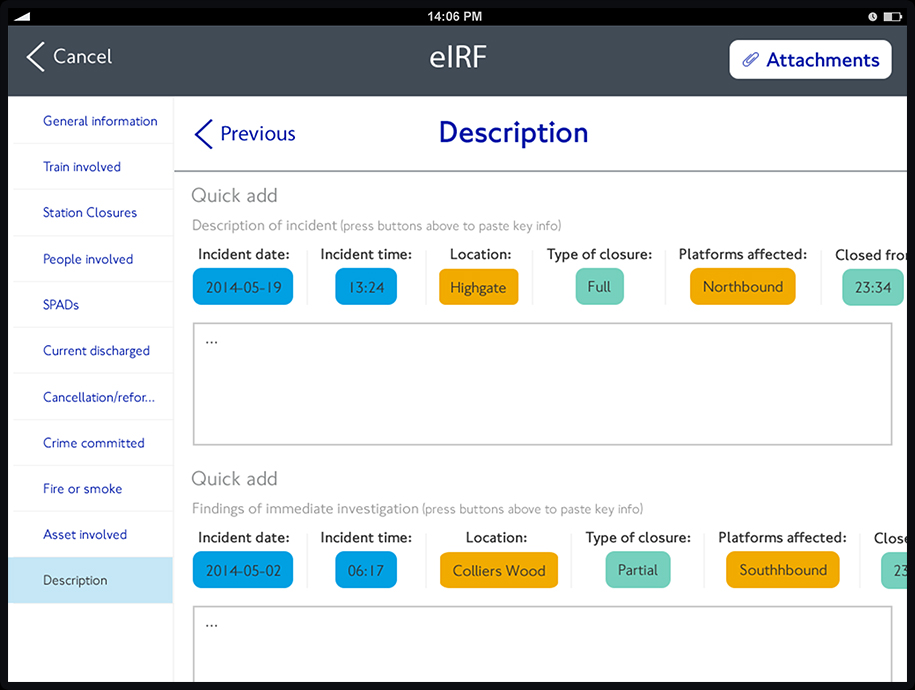 14:06 PM
Cancel
eIRF
Attachments
General information
Train involved
Station Closures
People involved
SPADs
Current discharged
Cancellation/refor...
Crime committed
Fire or smoke
Asset involved
Description
Previous
Description
Quick add
Description of incident (press buttons above to paste key info)
Incident date: Incident time: Location: Type of closure: Platforms affected: Closed fro
2014-05-19 13:24 Highgate Full Northbound 23:34
...
Quick add
Findings of immediate investigation (press buttons above to paste key info)
Incident date: Incident time: Location: Type of closure: Platforms affected: Close
2014-05-02 06:17 Colliers Wood Partial Southhbound 23
...